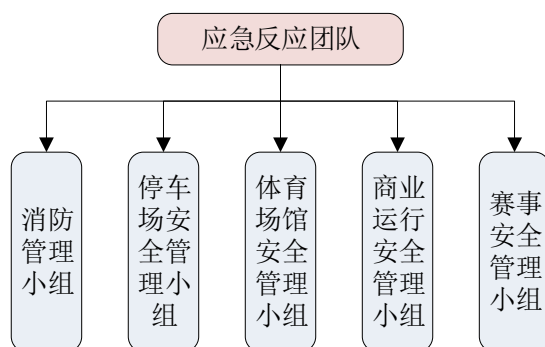 应急反应团队
消防
管理
小组
停车
场安
全管
理小
组
体育
场馆
安全
管理
小组
商业
运行
安全
管理
小组
赛事
安全
管理
小组